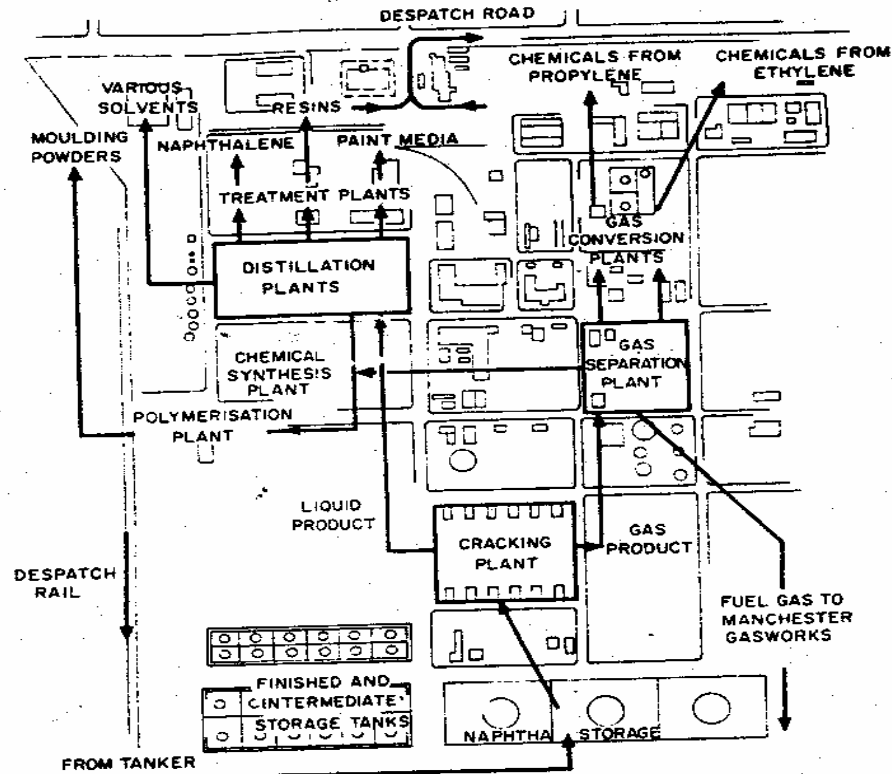 DESPATCH ROAD
CHEMICALS FROM
PROPYLENE
CHEMICALS FROM
ETHYLENE
VARIOUS
SOLVENTS
RESINS
MOULDING
POWDERS
NAPHTHALENE
PAINT MEDIA
TREATMENT PLANTS
GAS
CONVERSION
PLANTS
DISTILLATION
PLANTS
CHEMICAL
SYNTHESIS
PLANT
GAS
SEPARATION
PLANT
POLYMERISATION
PLANT
LIQUID
PRODUCT
CRACKING
PLANT
GAS
PRODUCT
DESPATCH
RAIL
FUEL GAS TO
MANCHESTER
GASWORKS
FINISHED AND
INTERMEDIATE
STORAGE TANKS
NAPHTHA STORAGE
FROM TANKER